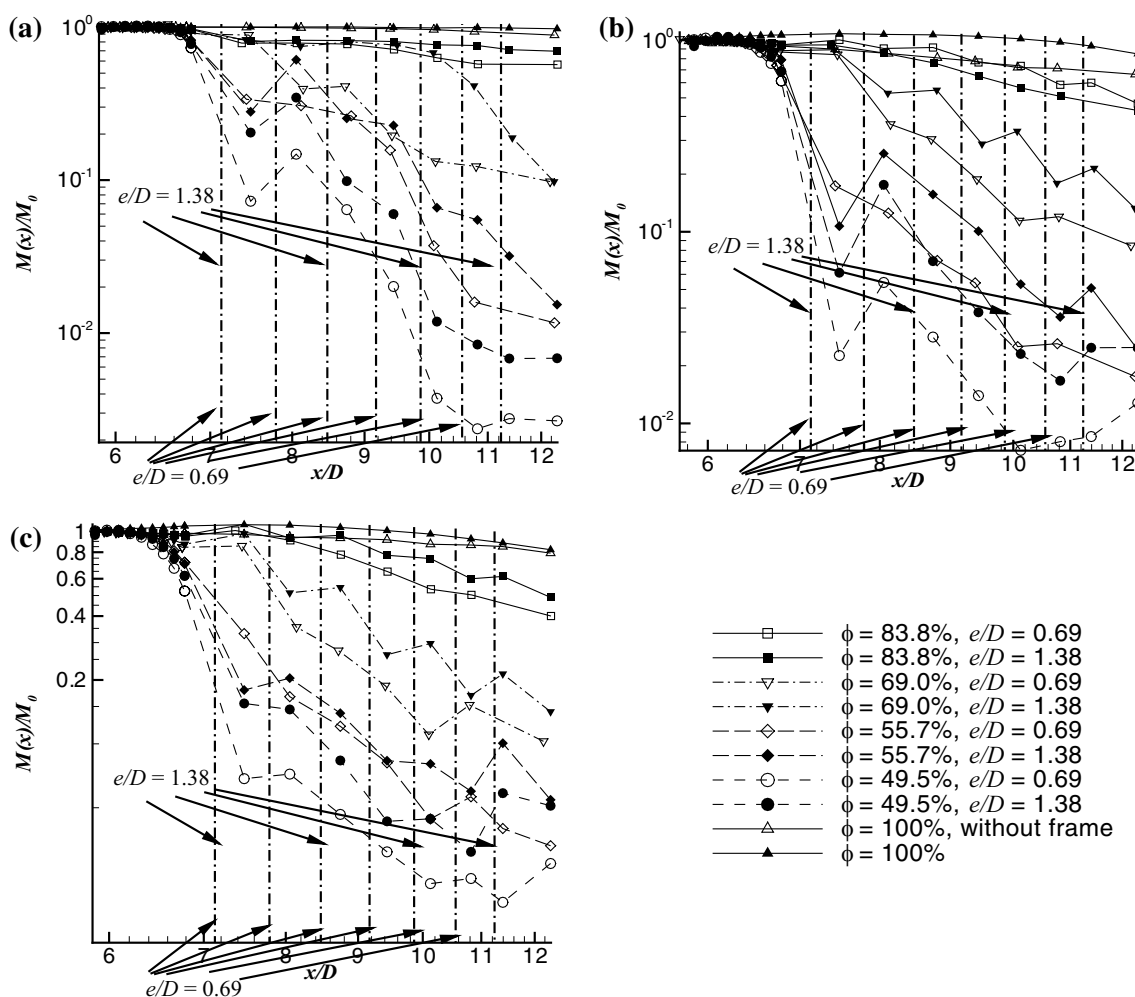 (a)
10^0
10^-1
10^-2
M(x)/M_0
e/D = 1.38
e/D = 0.69
6 7 8 9 10 11 12
x/D
(b)
10^0
10^-1
10^-2
M(x)/M_0
e/D = 1.38
e/D = 0.69
6 7 8 9 10 11 12
x/D
(c)
1
0.8
0.6
0.4
0.2
M(x)/M_0
e/D = 1.38
e/D = 0.69
6 7 8 9 10 11 12
x/D
ϕ = 83.8%, e/D = 0.69
ϕ = 83.8%, e/D = 1.38
ϕ = 69.0%, e/D = 0.69
ϕ = 69.0%, e/D = 1.38
ϕ = 55.7%, e/D = 0.69
ϕ = 55.7%, e/D = 1.38
ϕ = 49.5%, e/D = 0.69
ϕ = 49.5%, e/D = 1.38
ϕ = 100%, without frame
ϕ = 100%